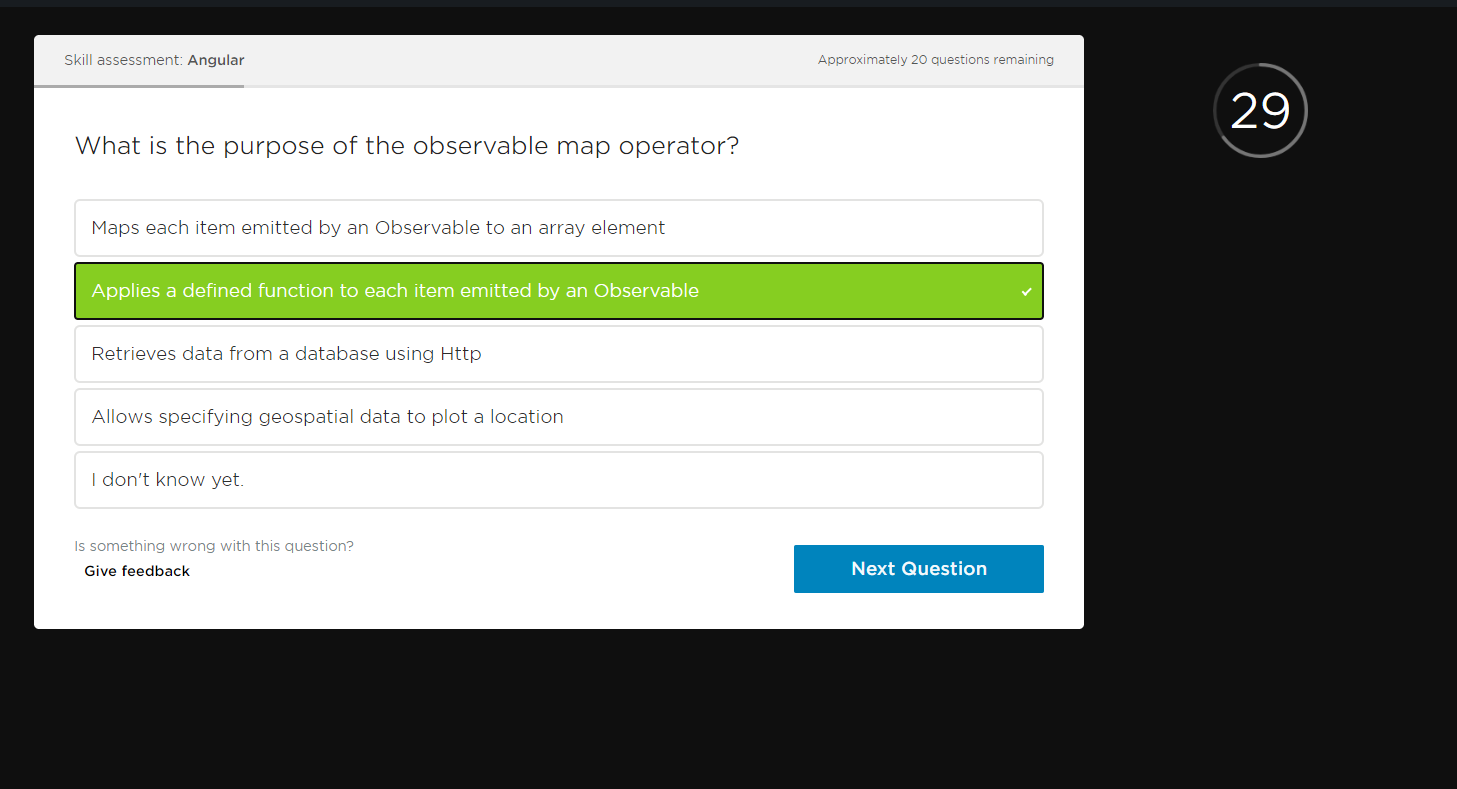 Skill assessment: Angular
Approximately 20 questions remaining
29
What is the purpose of the observable map operator?
Maps each item emitted by an Observable to an array element
Applies a defined function to each item emitted by an Observable
Retrieves data from a database using Http
Allows specifying geospatial data to plot a location
I don't know yet.
Is something wrong with this question?
Give feedback
Next Question